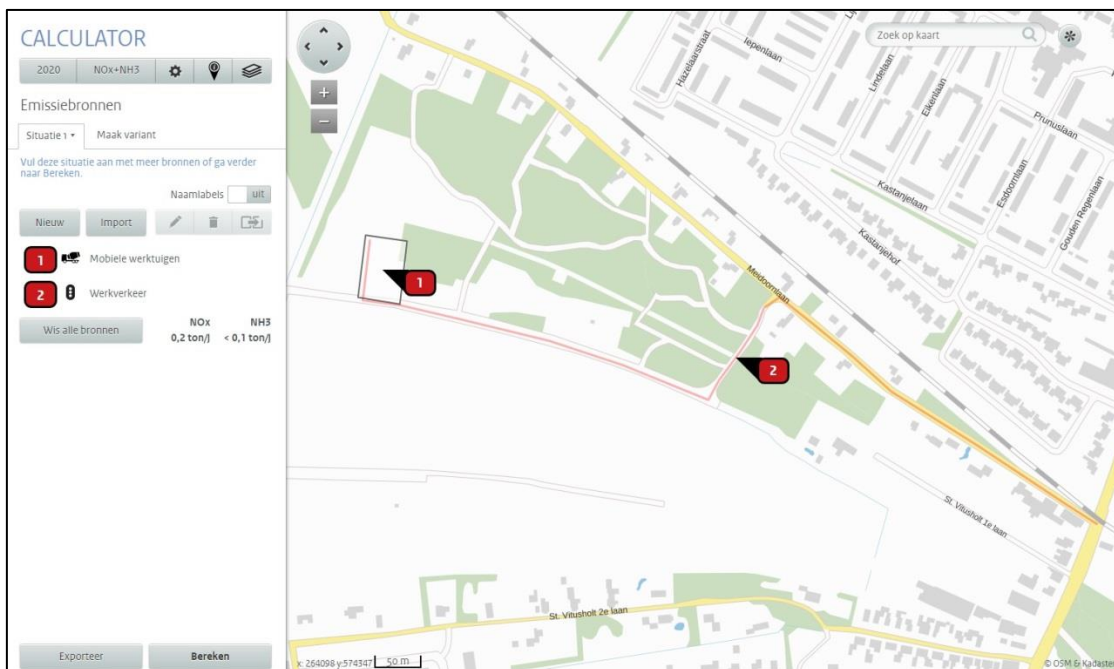 CALCULATOR
2020 NOx+NH3
Emissiebronnen
Situatie 1 Maak variant
Vul deze situatie aan met meer bronnen of ga verder
naar Bereken.
Naamlabels uit
Nieuw Import
1 Mobiele werktuigen
2 Werkverkeer
Wis alle bronnen
NOx NH3
0,2 ton/j < 0,1 ton/j
Exporteer Bereken
Zoek op kaart
Iepenlaan
Hazelaarstraat
Lindelaan
Eikenlaan
Prunuslaan
Kastanjelaan
Esdoornlaan
Gouden Regenlaan
Kastanjehof
Meidoornlaan
1
2
St. Vitusholt 1e laan
St. Vitusholt 2e laan
x: 264098 y:574347 50 m
© OSM & Kadaster